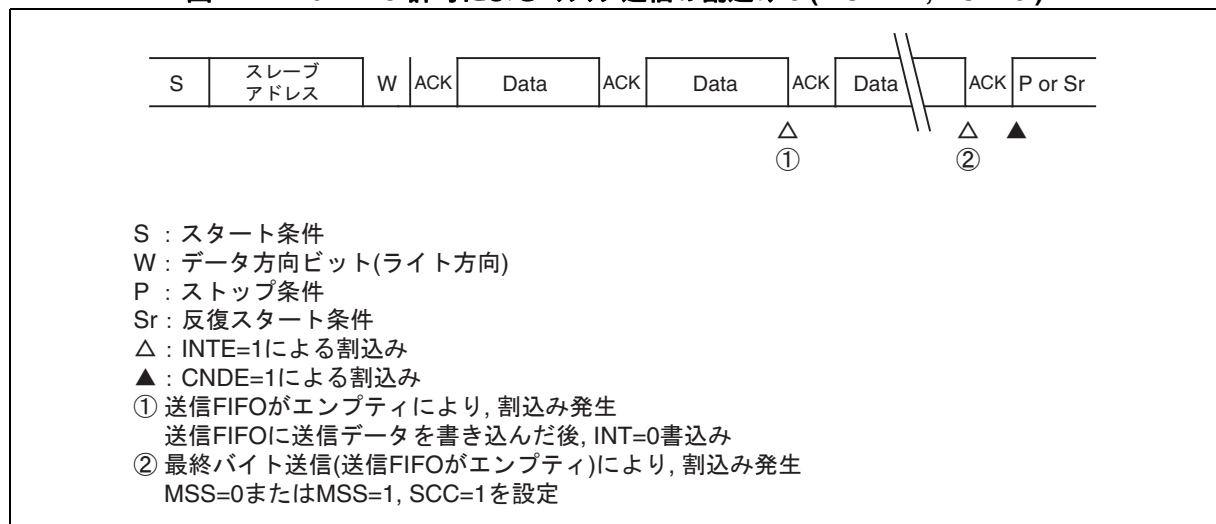 S スレーブ アドレス W ACK Data ACK Data ACK Data ACK P or Sr
△ △ ▲
① ②
S : スタート条件
W : データ方向ビット(ライト方向)
P : ストップ条件
Sr : 反復スタート条件
△ : INTE=1による割込み
▲ : CNDE=1による割込み
① 送信FIFOがエンプティにより, 割込み発生
送信FIFOに送信データを書き込んだ後, INT=0書込み
② 最終バイト送信(送信FIFOがエンプティ)により, 割込み発生
MSS=0またはMSS=1, SCC=1を設定